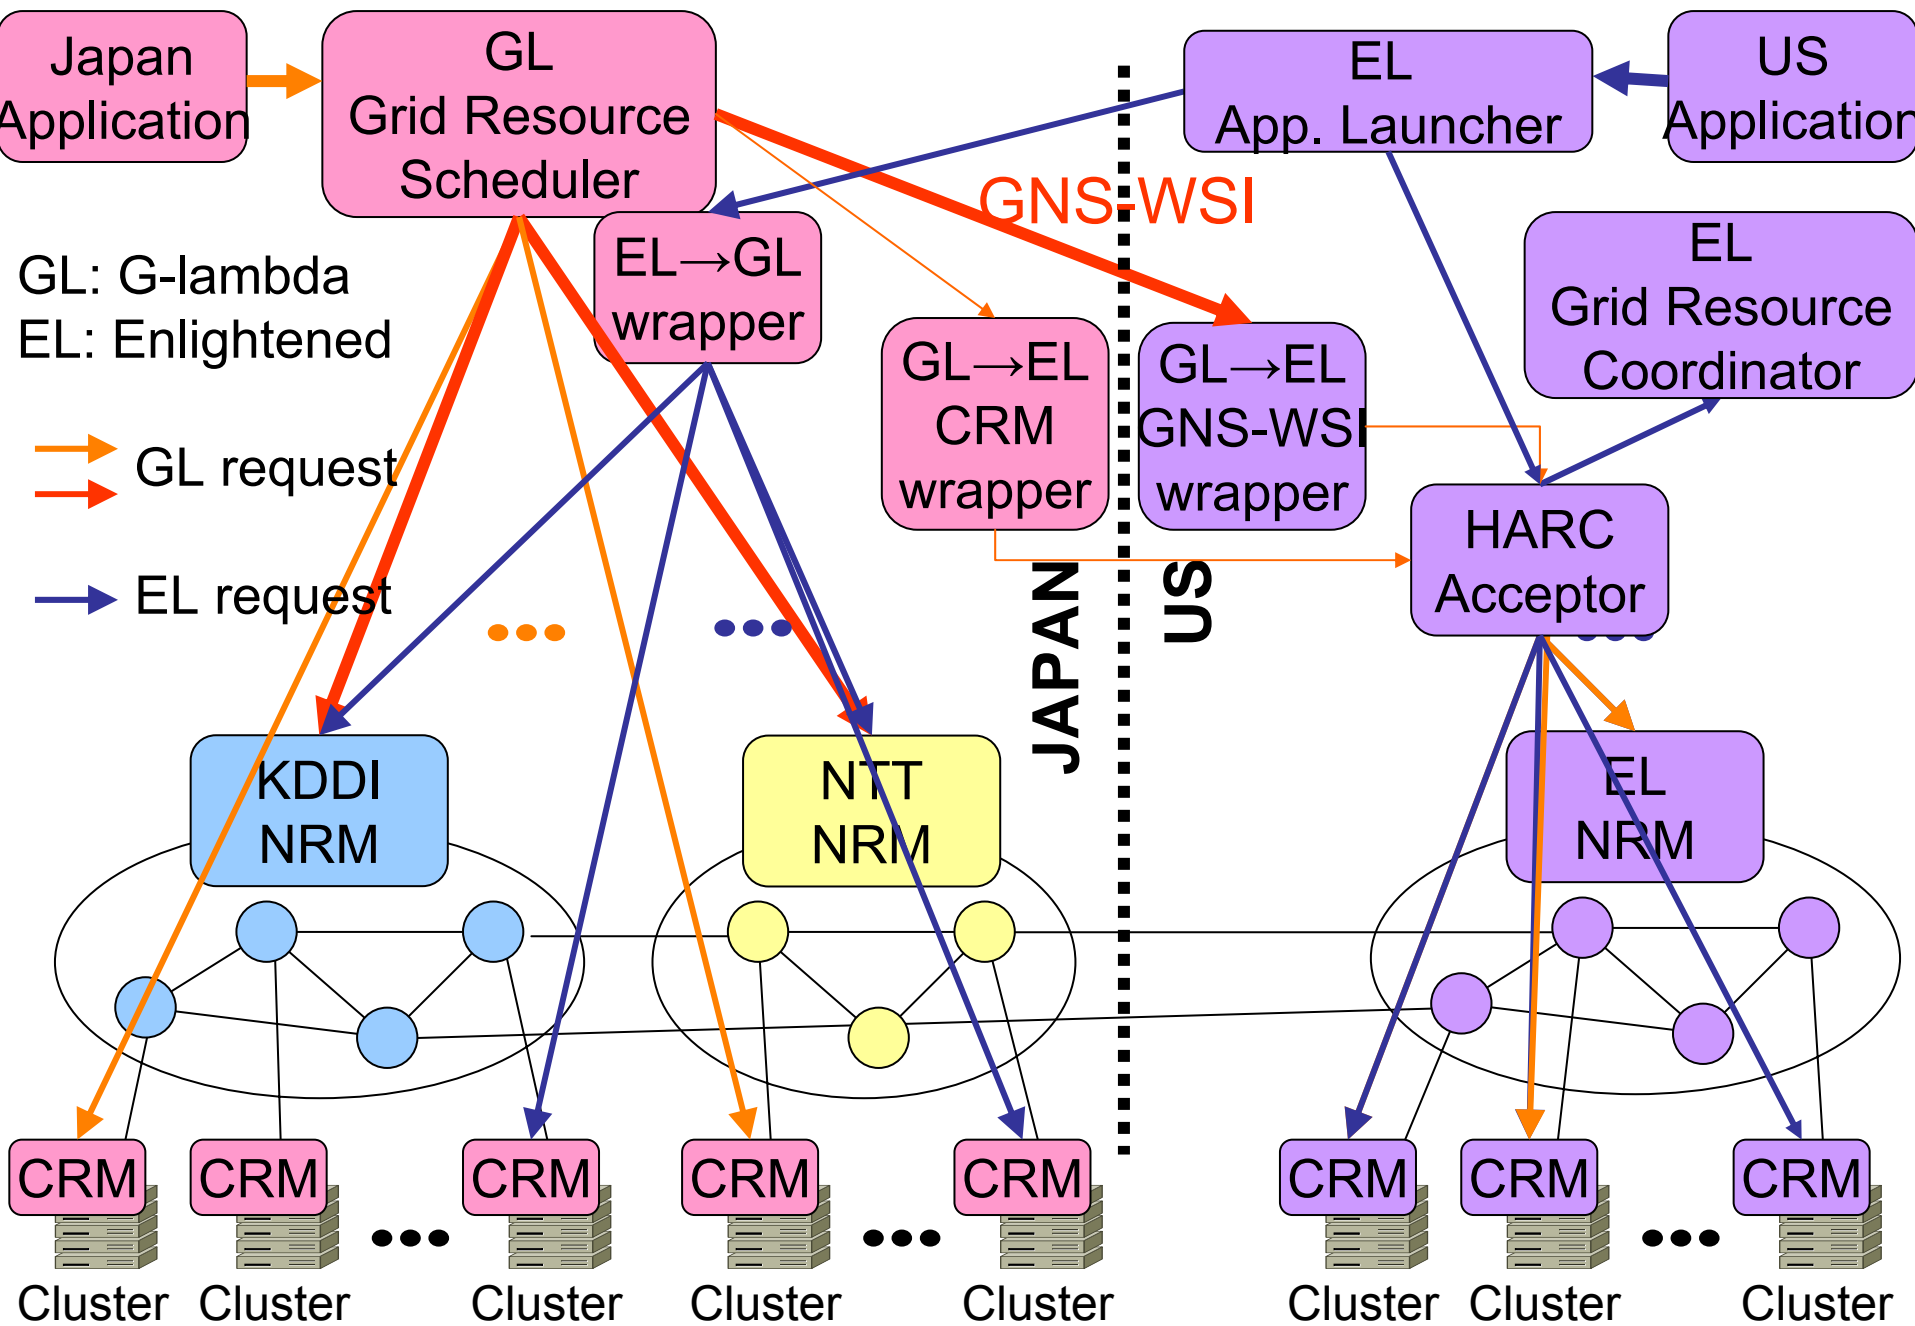 Japan
Application
GL
Grid Resource
Scheduler
EL
App. Launcher
US
Application
GNS-WSI
GL: G-lambda
EL: Enlightened
EL→GL
wrapper
EL
Grid Resource
Coordinator
GL→EL
CRM
wrapper
GL→EL
GNS-WSI
wrapper
GL request
EL request
HARC
Acceptor
JAPAN
US
KDDI
NRM
NTT
NRM
EL
NRM
CRM
CRM
CRM
CRM
CRM
CRM
CRM
CRM
Cluster
Cluster
Cluster
Cluster
Cluster
Cluster
Cluster
Cluster